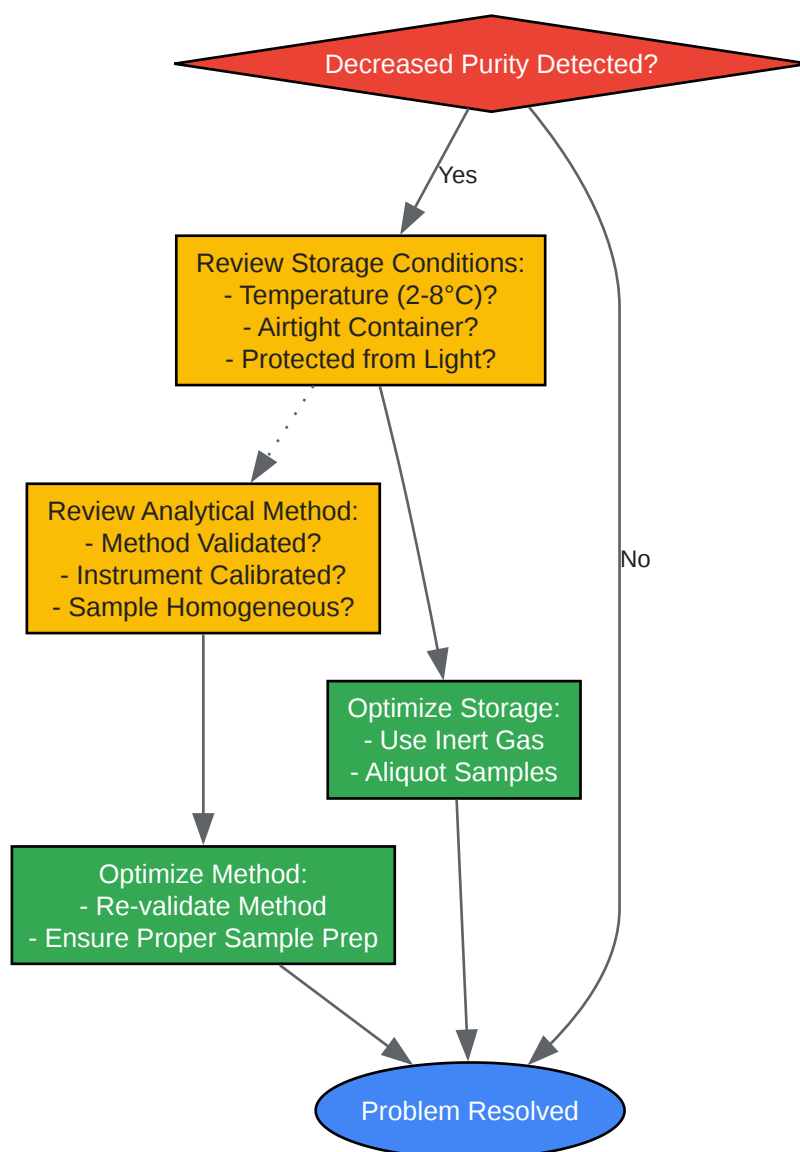 Decreased Purity Detected?
Yes
Review Storage Conditions:
- Temperature (2-8°C)?
- Airtight Container?
- Protected from Light?
Review Analytical Method:
- Method Validated?
- Instrument Calibrated?
- Sample Homogeneous?
No
Optimize Storage:
- Use Inert Gas
- Aliquot Samples
Optimize Method:
- Re-validate Method
- Ensure Proper Sample Prep
Problem Resolved